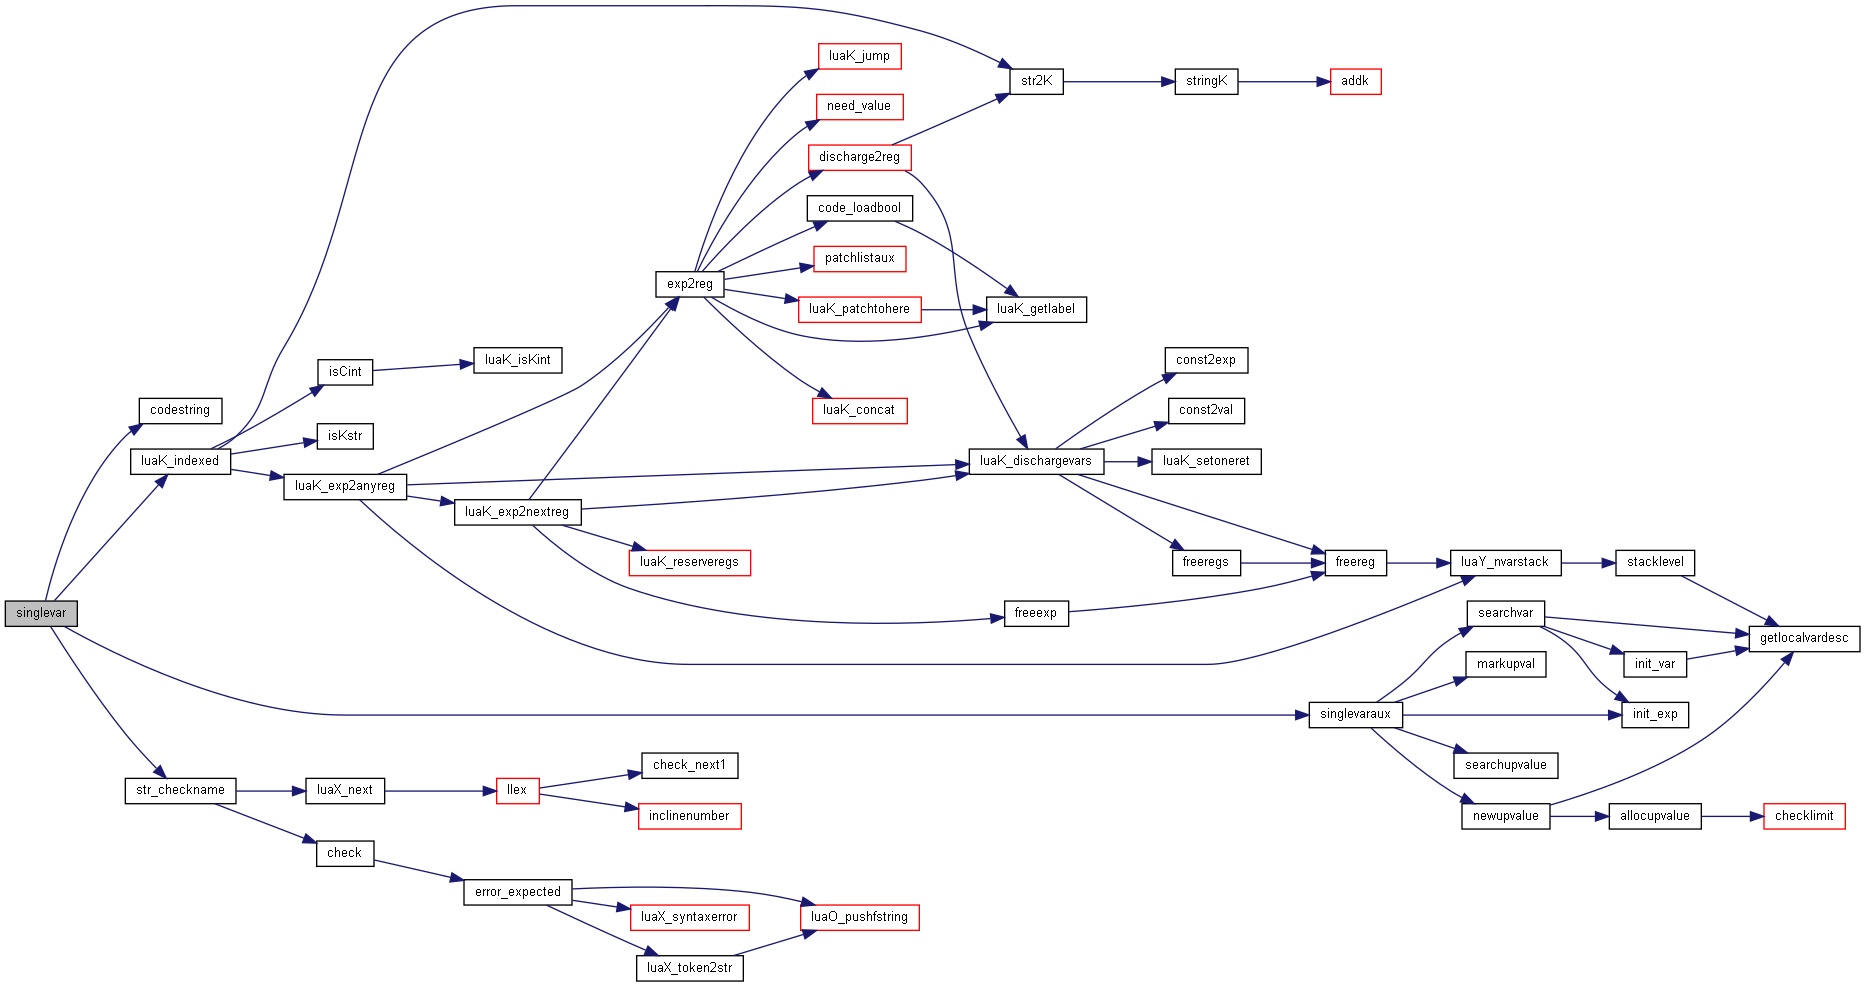 luaK_jump
str2K
stringK
addk
need_value
discharge2reg
code_loadbool
patchlistaux
exp2reg
luaK_patchtohere
luaK_getlabel
luaK_isKint
const2exp
isCint
codestring
luaK_concat
const2val
isKstr
luaK_indexed
luaK_dischargevars
luaK_setoneret
luaK_exp2anyreg
luaK_exp2nextreg
luaK_reserveregs
freeregs
freereg
luaY_nvarstack
stacklevel
singlevar
freeexp
searchvar
getlocalvardesc
markupval
init_var
singlevaraux
init_exp
check_next1
searchupvalue
str_checkname
luaX_next
llex
inclinenumber
newupvalue
allocupvalue
checklimit
check
error_expected
luaX_syntaxerror
luaO_pushfstring
luaX_token2str